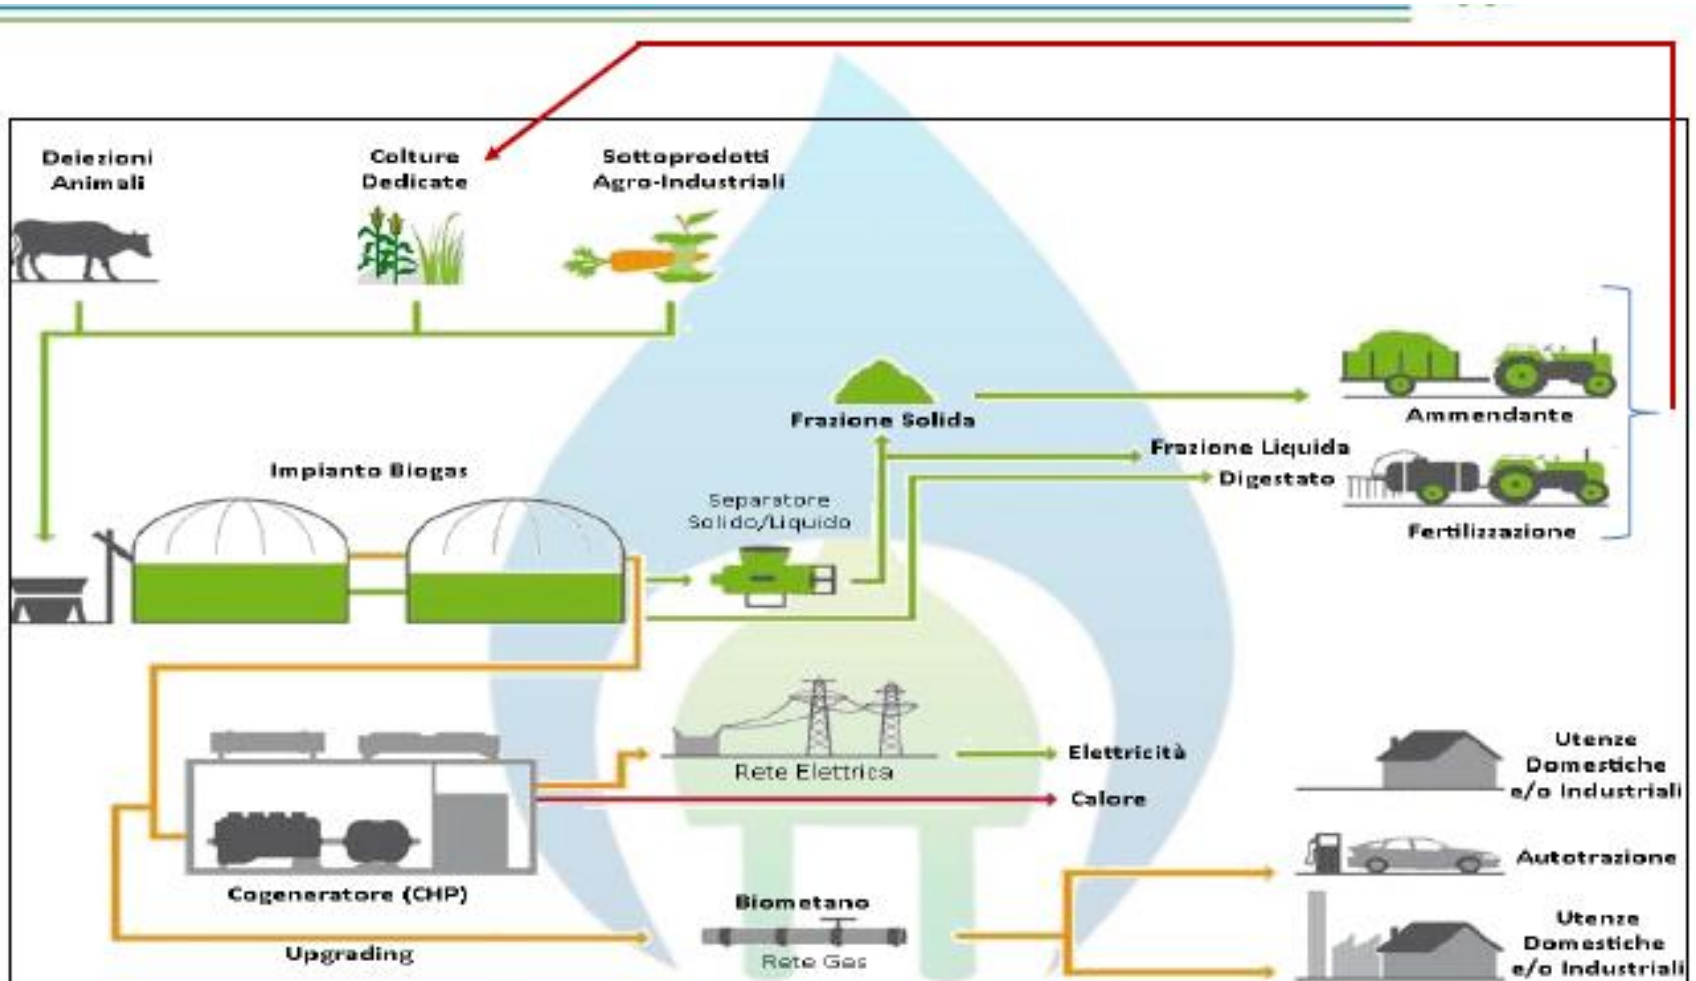 Deiezioni
Animali
Colture
Dedicate
Sottoprodotti
Agro-Industriali
Frazione Solida
Ammendante
Frazione Liquida
Digestato
Fertilizzazione
Impianto Biogas
Separatore
Solido/Liquido
Rete Elettrica
Elettricità
Calore
Utenze
Domestiche
e/o Industriali
Cogeneratore (CHP)
Autotrazione
Biometano
Rete Gas
Upgrading
Utenze
Domestiche
e/o Industriali